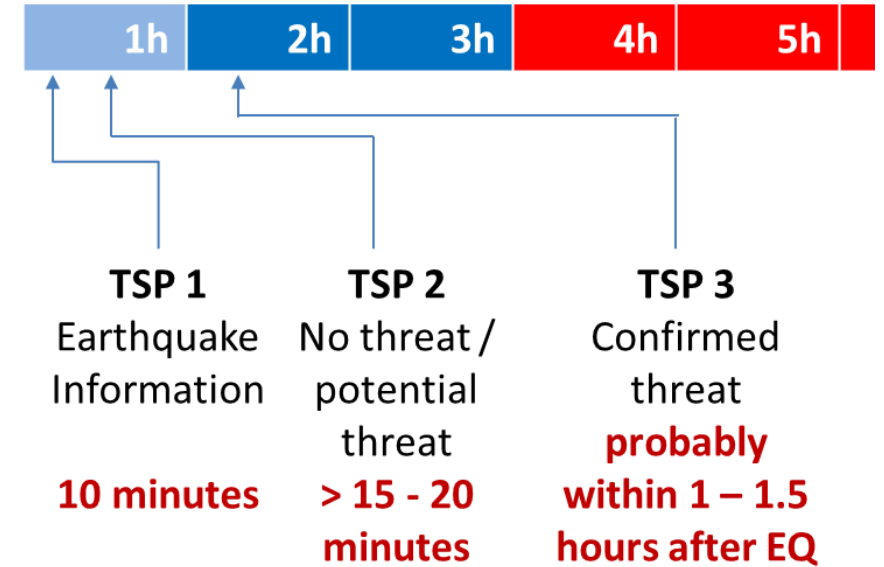 1h 2h 3h 4h 5h
TSP 1
Earthquake
Information
10 minutes
TSP 2
No threat /
potential
threat
> 15 - 20
minutes
TSP 3
Confirmed
threat
probably
within 1 – 1.5
hours after EQ